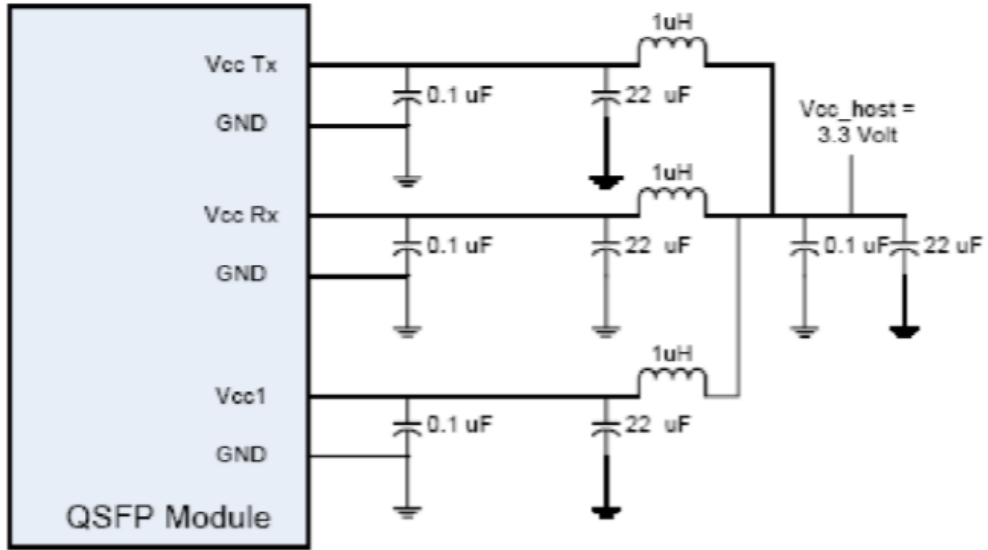 1uH
Vcc Tx
0.1 uF
22 uF
GND
Vcc_host =
3.3 Volt
1uH
Vcc Rx
0.1 uF
22 uF
0.1 uF
22 uF
GND
1uH
Vcc1
0.1 uF
22 uF
GND
QSFP Module